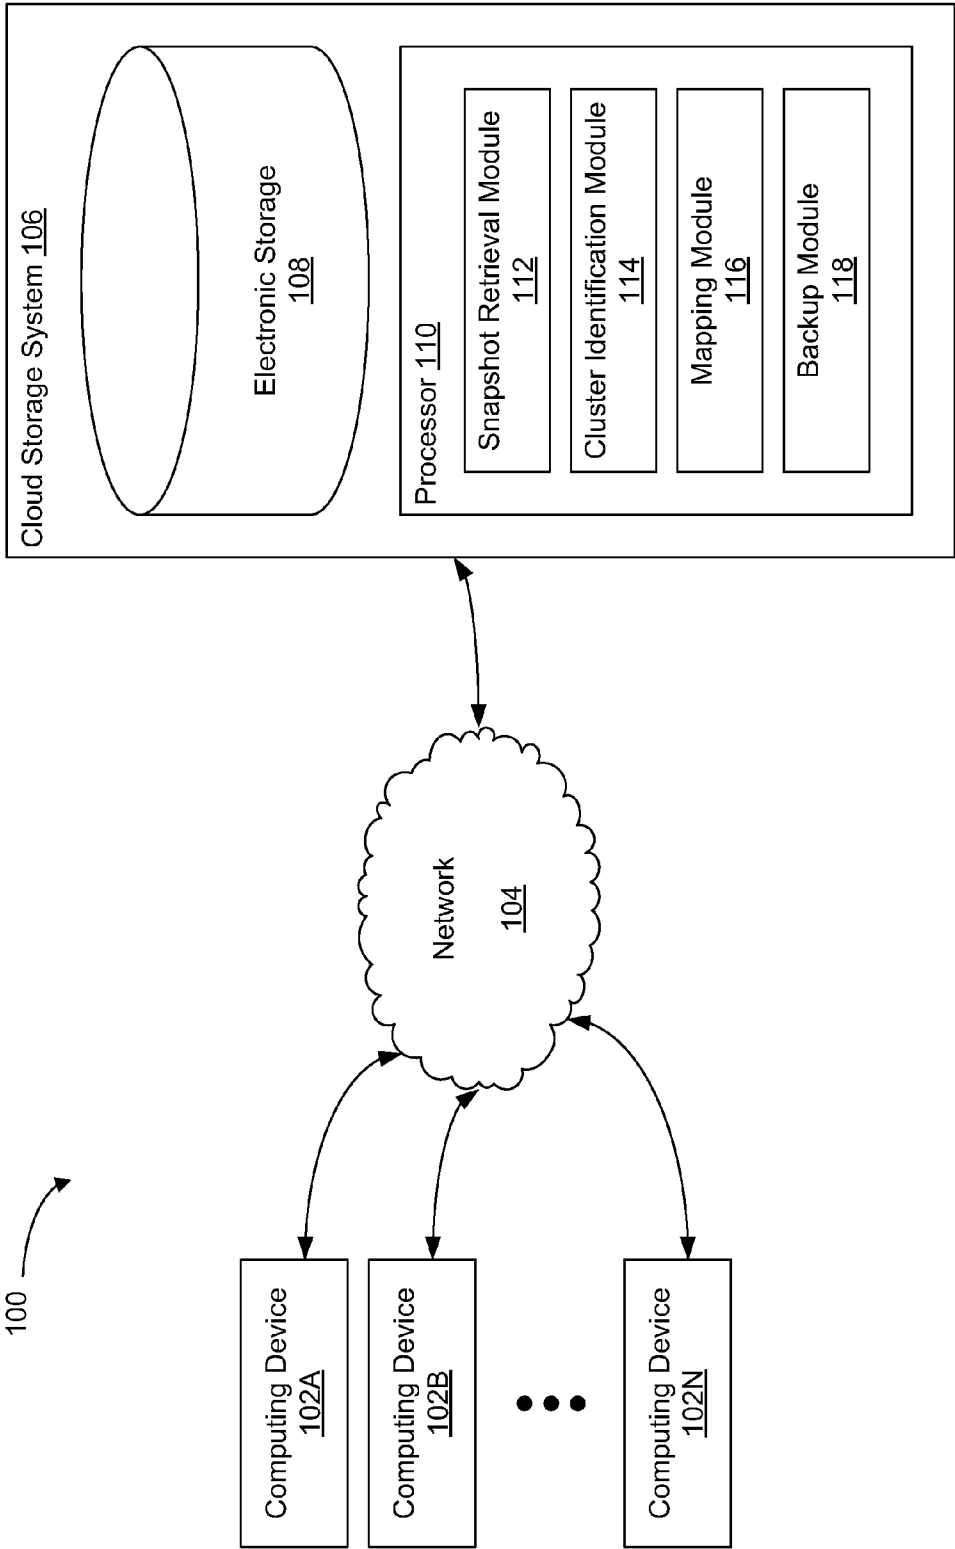 100
Computing Device
102A
Computing Device
102B
Computing Device
102N
Network
104
Cloud Storage System 106
Electronic Storage
108
Processor 110
Snapshot Retrieval Module
112
Cluster Identification Module
114
Mapping Module
116
Backup Module
118